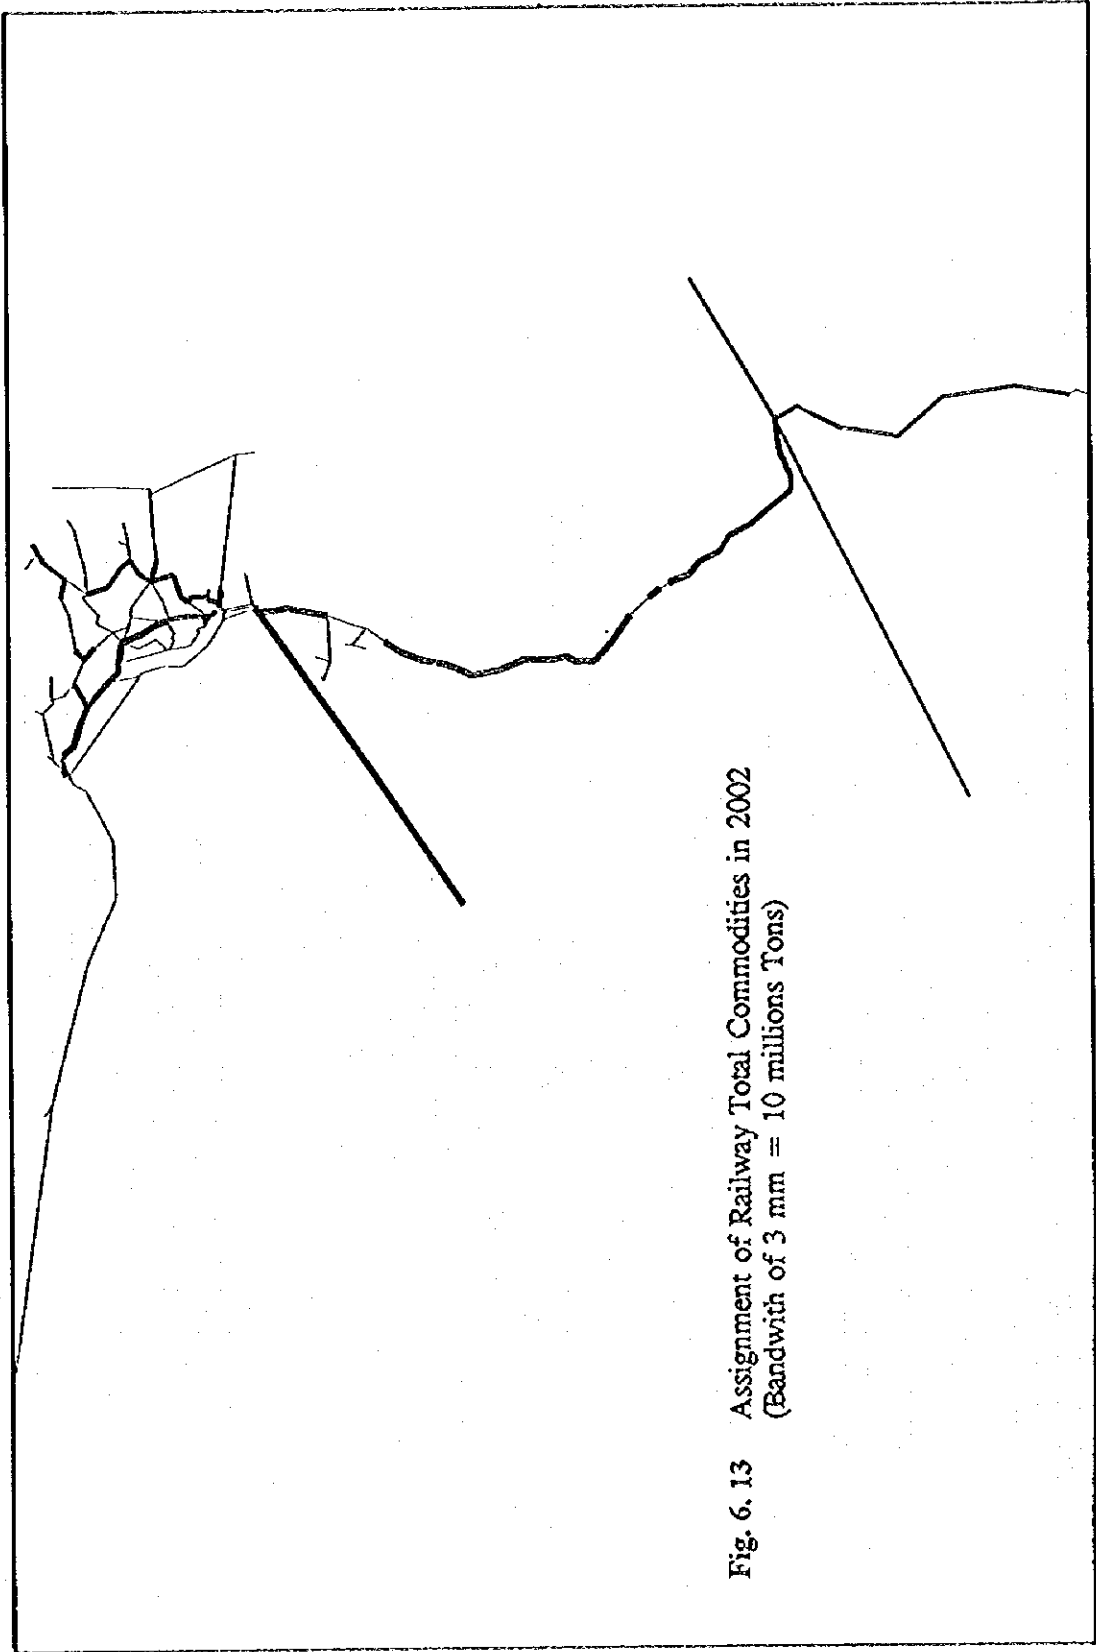 Fig. 6. 13 Assignment of Railway Total Commodities in 2002
(Bandwith of 3 mm = 10 millions Tons)